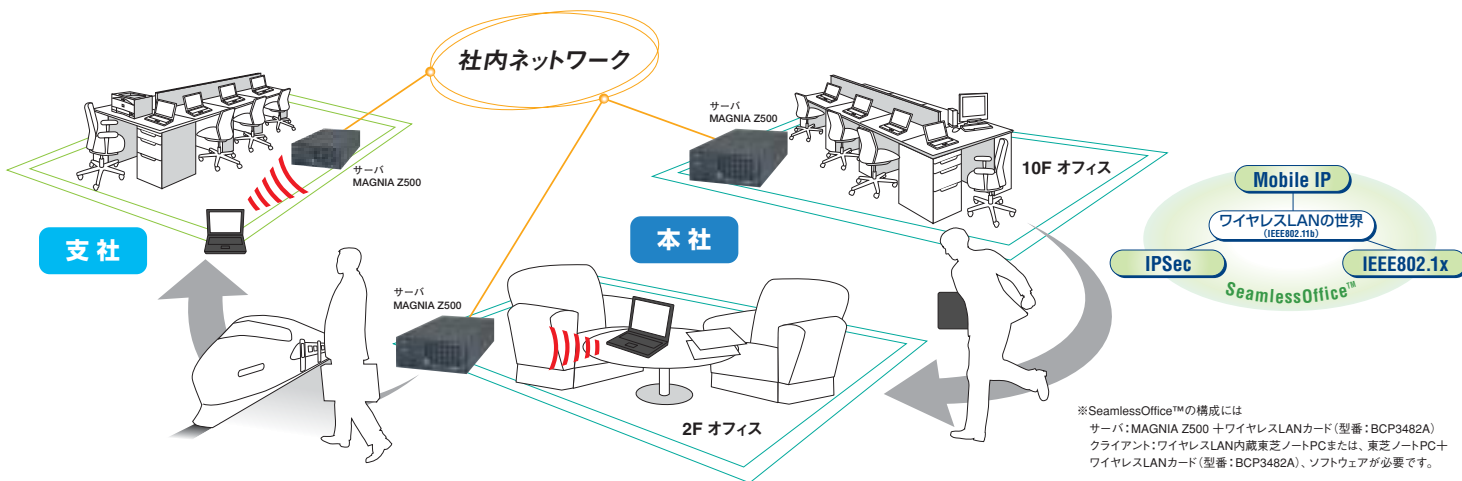 社内ネットワーク
サーバ
MAGNIA Z500
サーバ
MAGNIA Z500
10F オフィス
支社
本社
サーバ
MAGNIA Z500
2F オフィス
Mobile IP
ワイヤレスLANの世界
(IEEE802.11b)
IPSec
IEEE802.1x
SeamlessOffice™
※SeamlessOffice™の構成には
サーバ：MAGNIA Z500 ＋ワイヤレスLANカード（型番：BCP3482A）
クライアント：ワイヤレスLAN内蔵東芝ノートPCまたは、東芝ノートPC＋
ワイヤレスLANカード（型番：BCP3482A）、ソフトウェアが必要です。